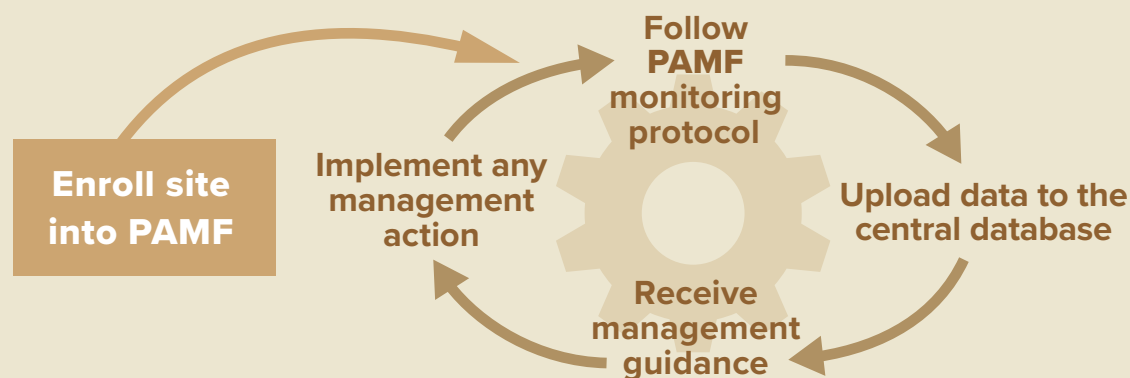 Enroll site
into PAMF
Follow
PAMF
monitoring
protocol
Upload data to the
central database
Receive
management
guidance
Implement any
management
action